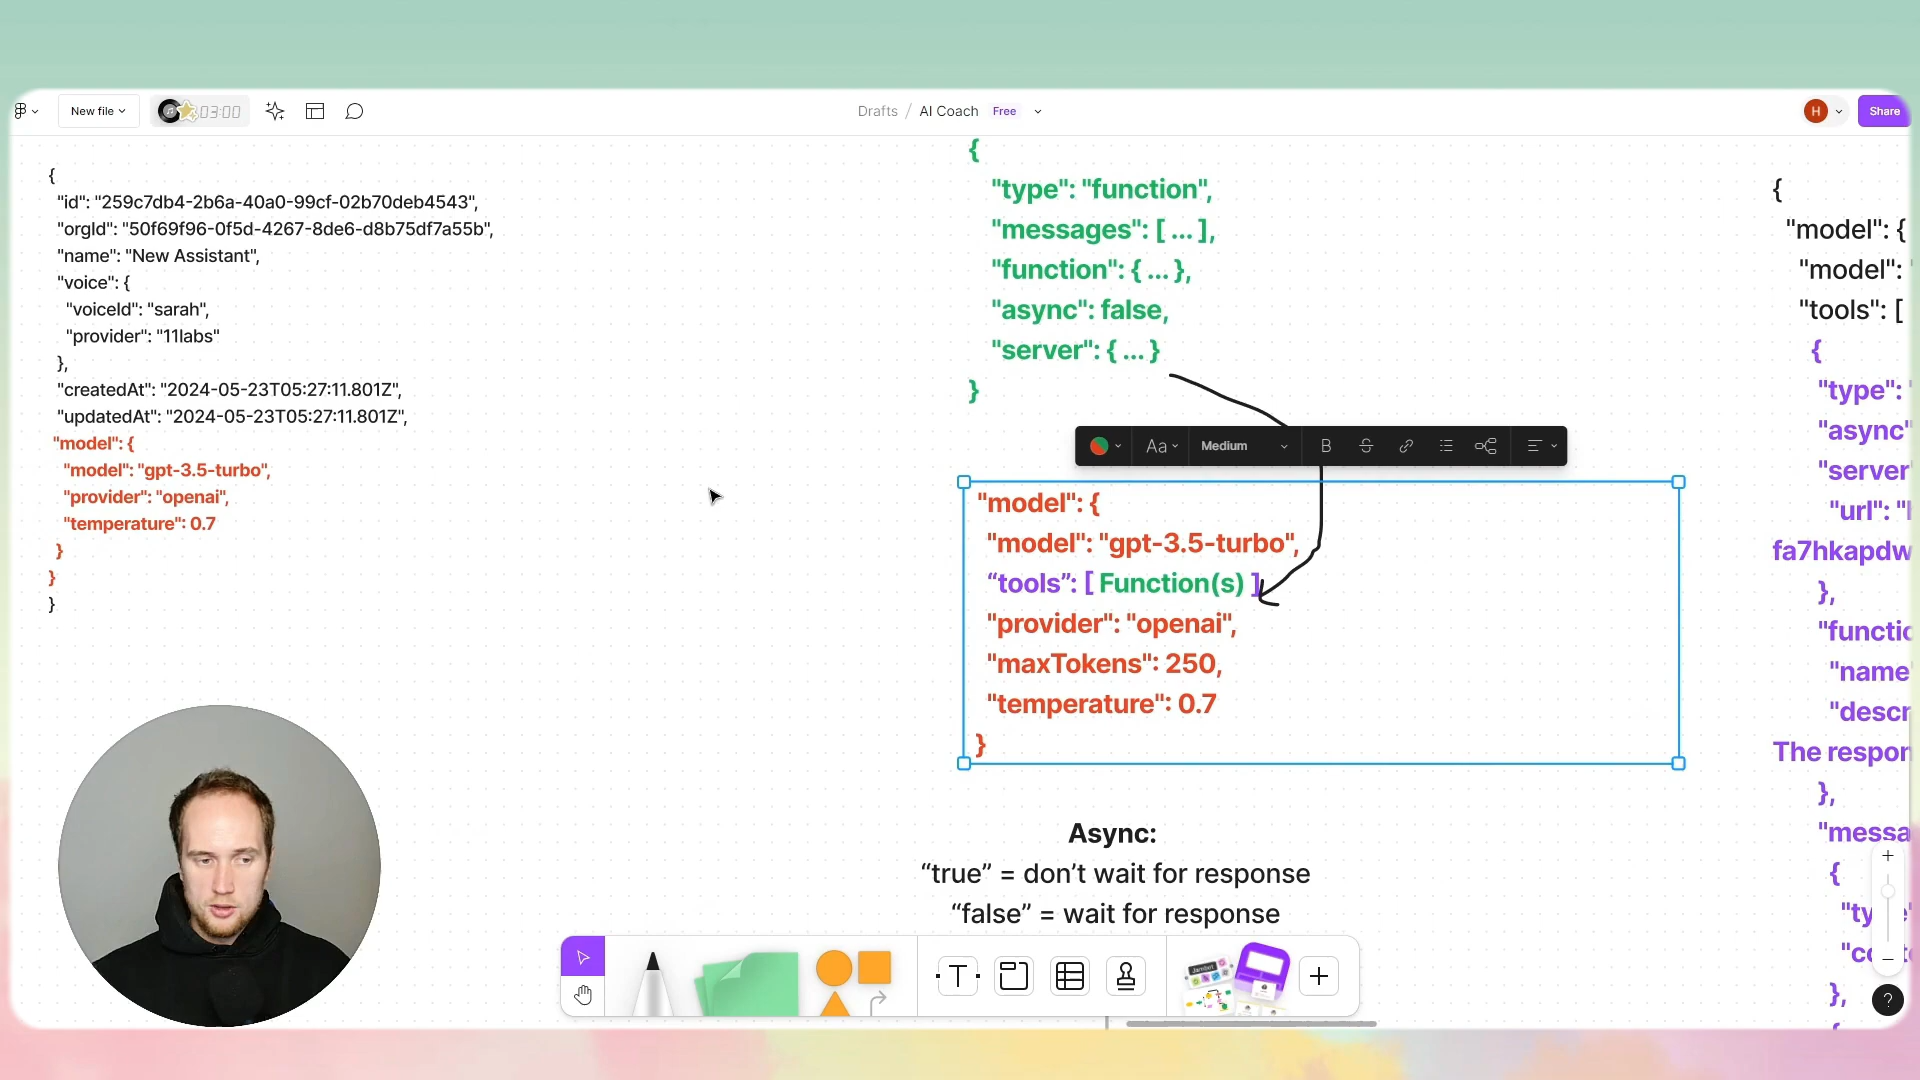 New file
03:00
Drafts / AI Coach Free
H
Share
{
"id": "259c7db4-2b6a-40a0-99cf-02b70deb4543",
"orgId": "50f69f96-0f5d-4267-8de6-d8b75df7a55b",
"name": "New Assistant",
"voice": {
"voiceId": "sarah",
"provider": "11labs"
},
"createdAt": "2024-05-23T05:27:11.801Z",
"updatedAt": "2024-05-23T05:27:11.801Z",
"model": {
"model": "gpt-3.5-turbo",
"provider": "openai",
"temperature": 0.7
}
}
}
{
"type": "function",
"messages": [ ... ],
"function": { ... },
"async": false,
"server": { ... }
}
Aa
Medium
B
S
"model": {
"model": "gpt-3.5-turbo",
“tools”: [ Function(s) ]
"provider": "openai",
"maxTokens": 250,
"temperature": 0.7
}
Async:
“true” = don’t wait for response
“false” = wait for response
T
Jambot
{
"model": {
"model":
"tools": [
{
"type":
"async"
"server
"url":
fa7hkapdw
},
"functio
"name
"descr
The respon
},
"messa
{
"ty
"co
},
{
?